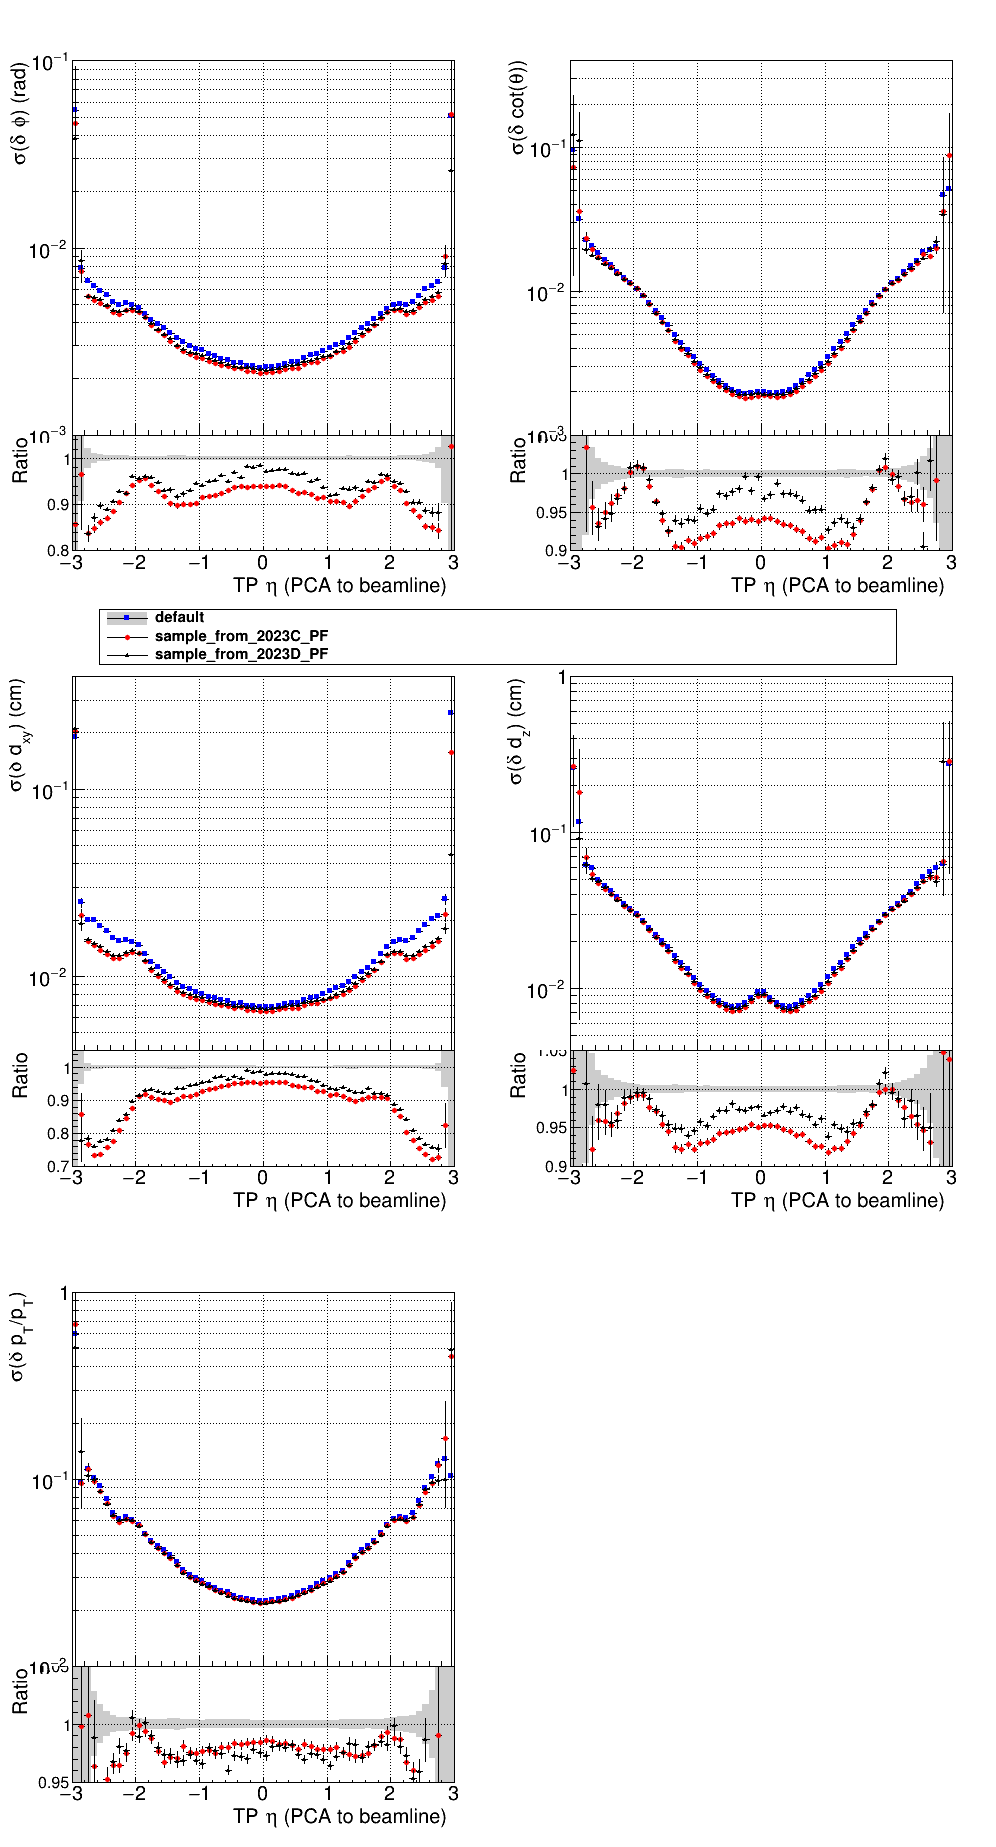 σ(δ φ) (rad)
10⁻¹
10⁻²
10⁻³
Ratio
1
0.9
0.8
−3 −2 −1 0 1 2 3
TP η (PCA to beamline)
σ(δ cot(θ))
10⁻¹
10⁻²
10⁻³
Ratio
1
0.95
0.9
−3 −2 −1 0 1 2 3
TP η (PCA to beamline)
default
sample_from_2023C_PF
sample_from_2023D_PF
σ(δ d_xy) (cm)
10⁻¹
10⁻²
Ratio
1
0.9
0.8
0.7
−3 −2 −1 0 1 2 3
TP η (PCA to beamline)
σ(δ d_z) (cm)
1
10⁻¹
10⁻²
Ratio
1.05
1
0.95
0.9
−3 −2 −1 0 1 2 3
TP η (PCA to beamline)
σ(δ p_T/p_T)
1
10⁻¹
10⁻²
Ratio
1
0.95
−3 −2 −1 0 1 2 3
TP η (PCA to beamline)